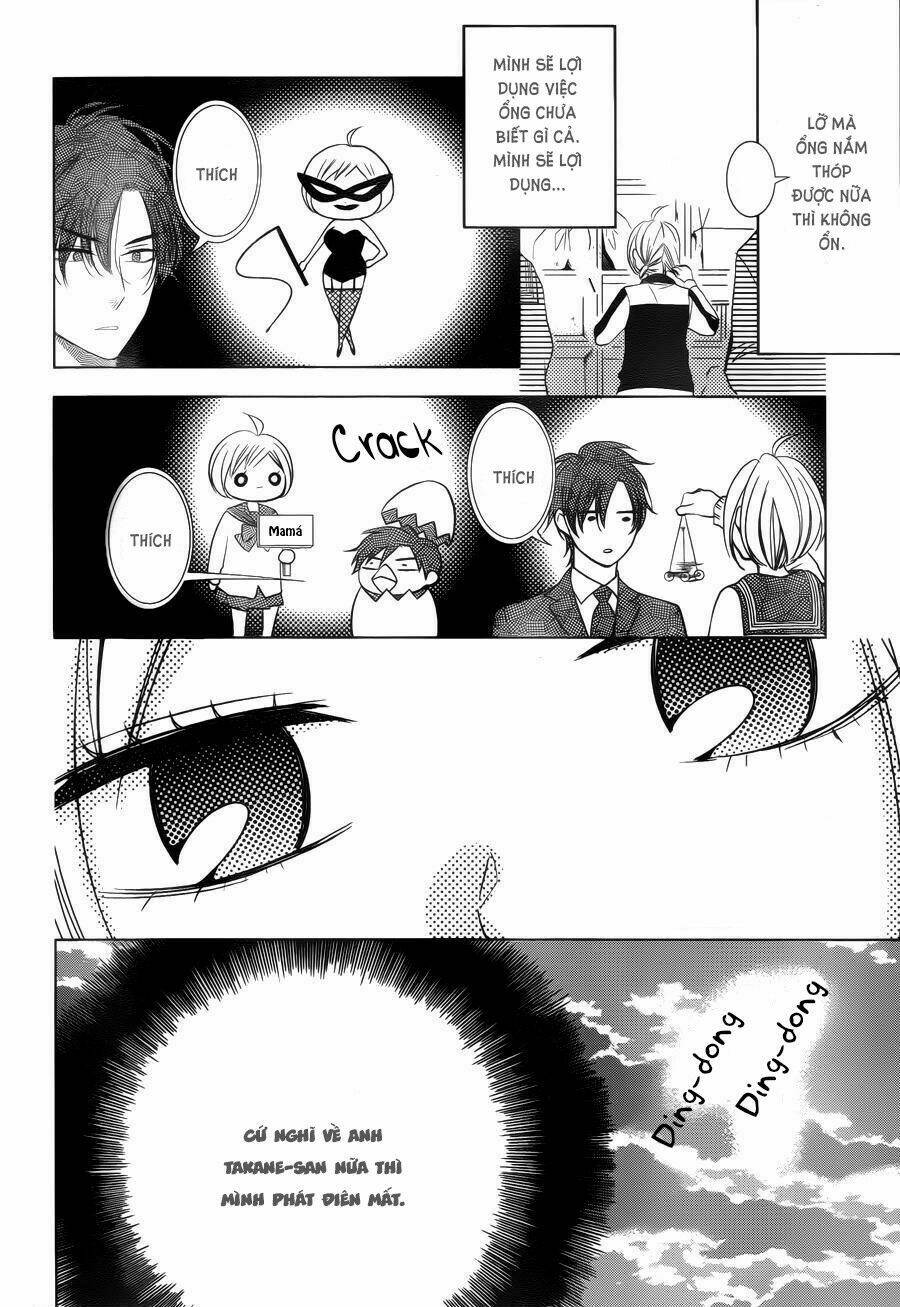 LỠ MÀ
ỔNG NẮM
THÓP
ĐƯỢC NỮA
THÌ KHÔNG
ỔN.
MÌNH SẼ LỢI
DỤNG VIỆC
ỔNG CHƯA
BIẾT GÌ CẢ.
MÌNH SẼ LỢI
DỤNG...
THÍCH
THÍCH
Crack
Mamá
THÍCH
Ding-dong
Ding-dong
CỨ NGHĨ VỀ ANH
TAKANE-SAN NỮA THÌ
MÌNH PHÁT ĐIÊN MẤT.